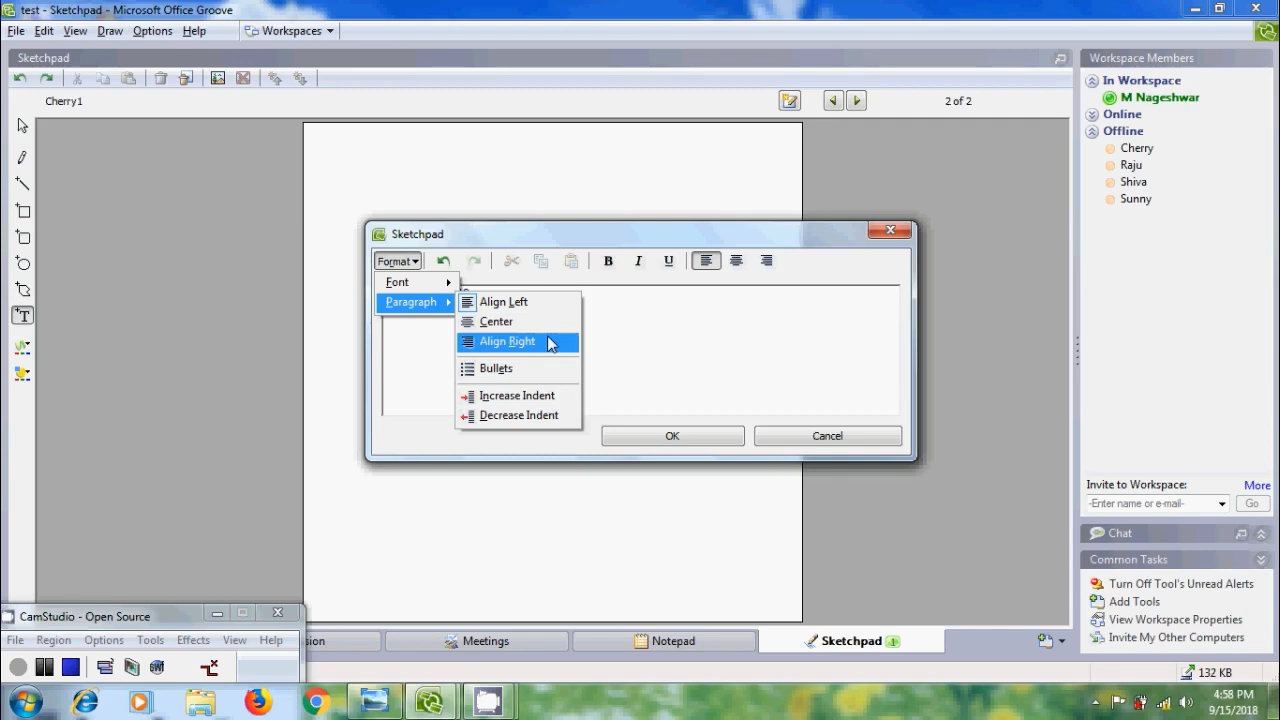 test - Sketchpad - Microsoft Office Groove
File Edit View Draw Options Help Workspaces
Sketchpad
Cherry1
2 of 2
Workspace Members
In Workspace
M Nageshwar
Online
Offline
Cherry
Raju
Shiva
Sunny
Sketchpad
Format B I U
Font
Paragraph
Align Left
Center
Align Right
Bullets
Increase Indent
Decrease Indent
OK Cancel
Invite to Workspace: More
-Enter name or e-mail- Go
Chat
Common Tasks
Turn Off Tool's Unread Alerts
Add Tools
View Workspace Properties
Invite My Other Computers
CamStudio - Open Source
File Region Options Tools Effects View Help
Meetings Notepad Sketchpad
132 KB
4:58 PM
9/15/2018